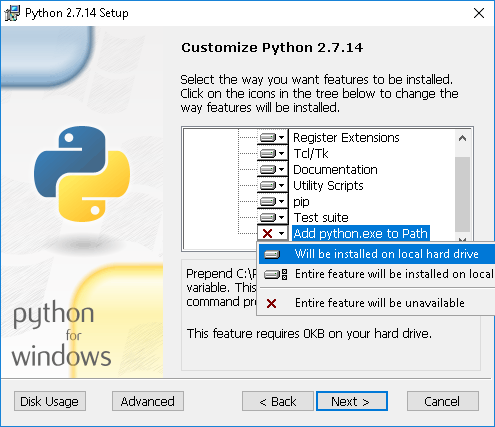 Python 2.7.14 Setup
Customize Python 2.7.14
Select the way you want features to be installed.
Click on the icons in the tree below to change the
way features will be installed.
Register Extensions
Tcl/Tk
Documentation
Utility Scripts
pip
Test suite
Add python.exe to Path
Will be installed on local hard drive
Entire feature will be installed on local
Entire feature will be unavailable
Prepend C:\
variable. This
command pro
This feature requires 0KB on your hard drive.
python
for
windows
Disk Usage
Advanced
< Back
Next >
Cancel